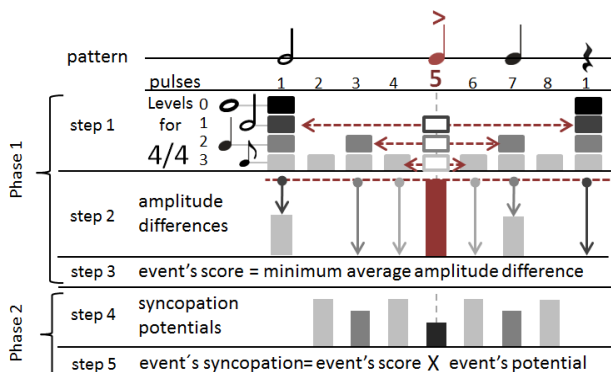 >
pattern
pulses 1 2 3 4 5 6 7 8 1
Phase 1
step 1
Levels 0
for 1
4/4 2
3
step 2 amplitude
differences
step 3 event's score = minimum average amplitude difference
Phase 2
step 4 syncopation
potentials
step 5 event´s syncopation= event's score X event's potential